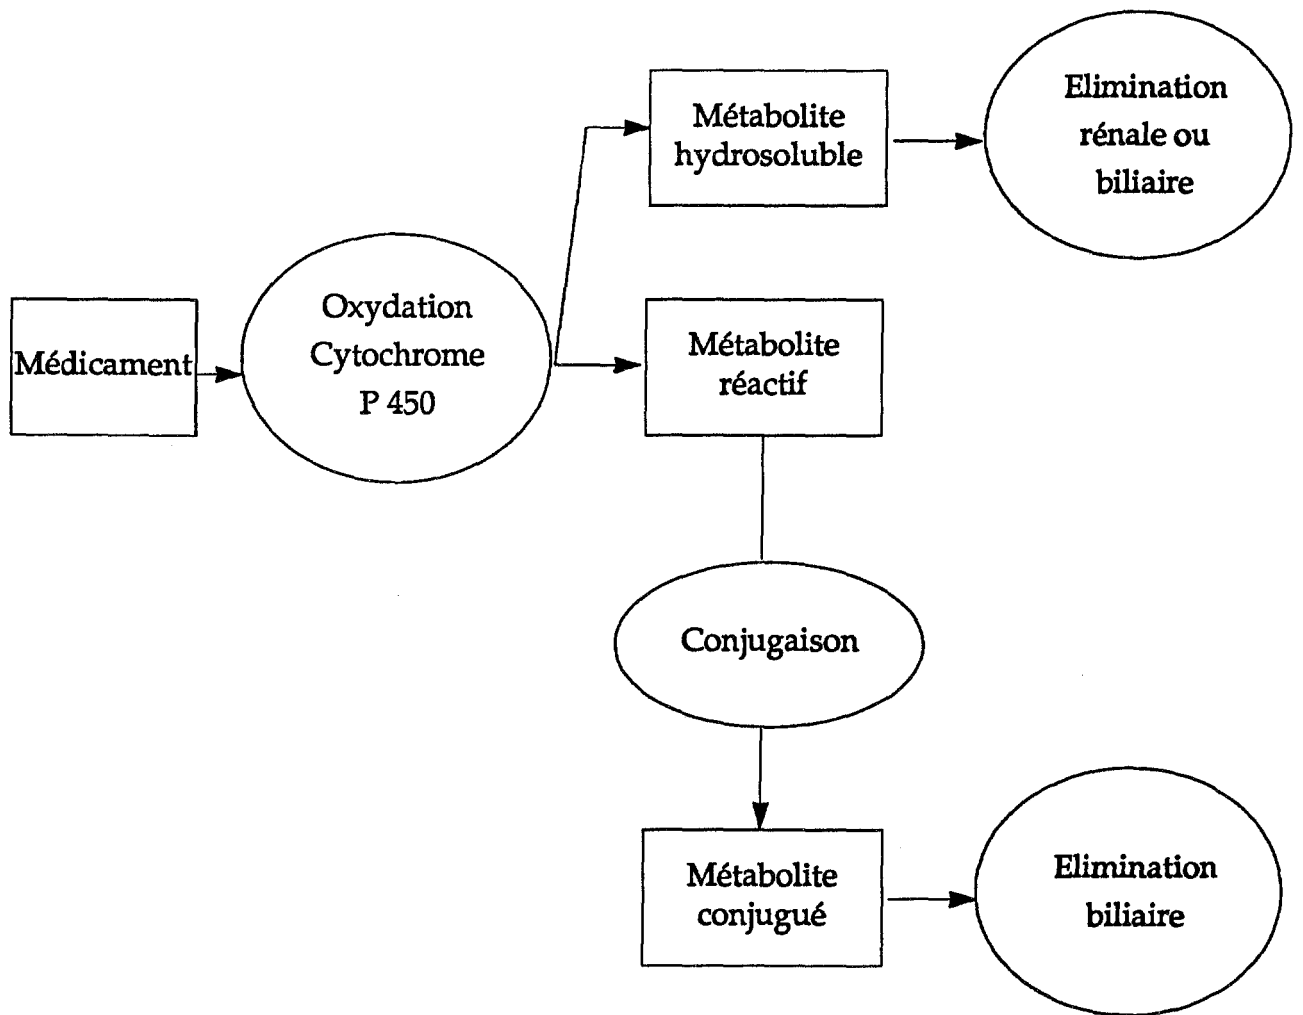 Médicament
Oxydation
Cytochrome
P 450
Métabolite
hydrosoluble
Elimination
rénale ou
biliaire
Métabolite
réactif
Conjugaison
Métabolite
conjugué
Elimination
biliaire